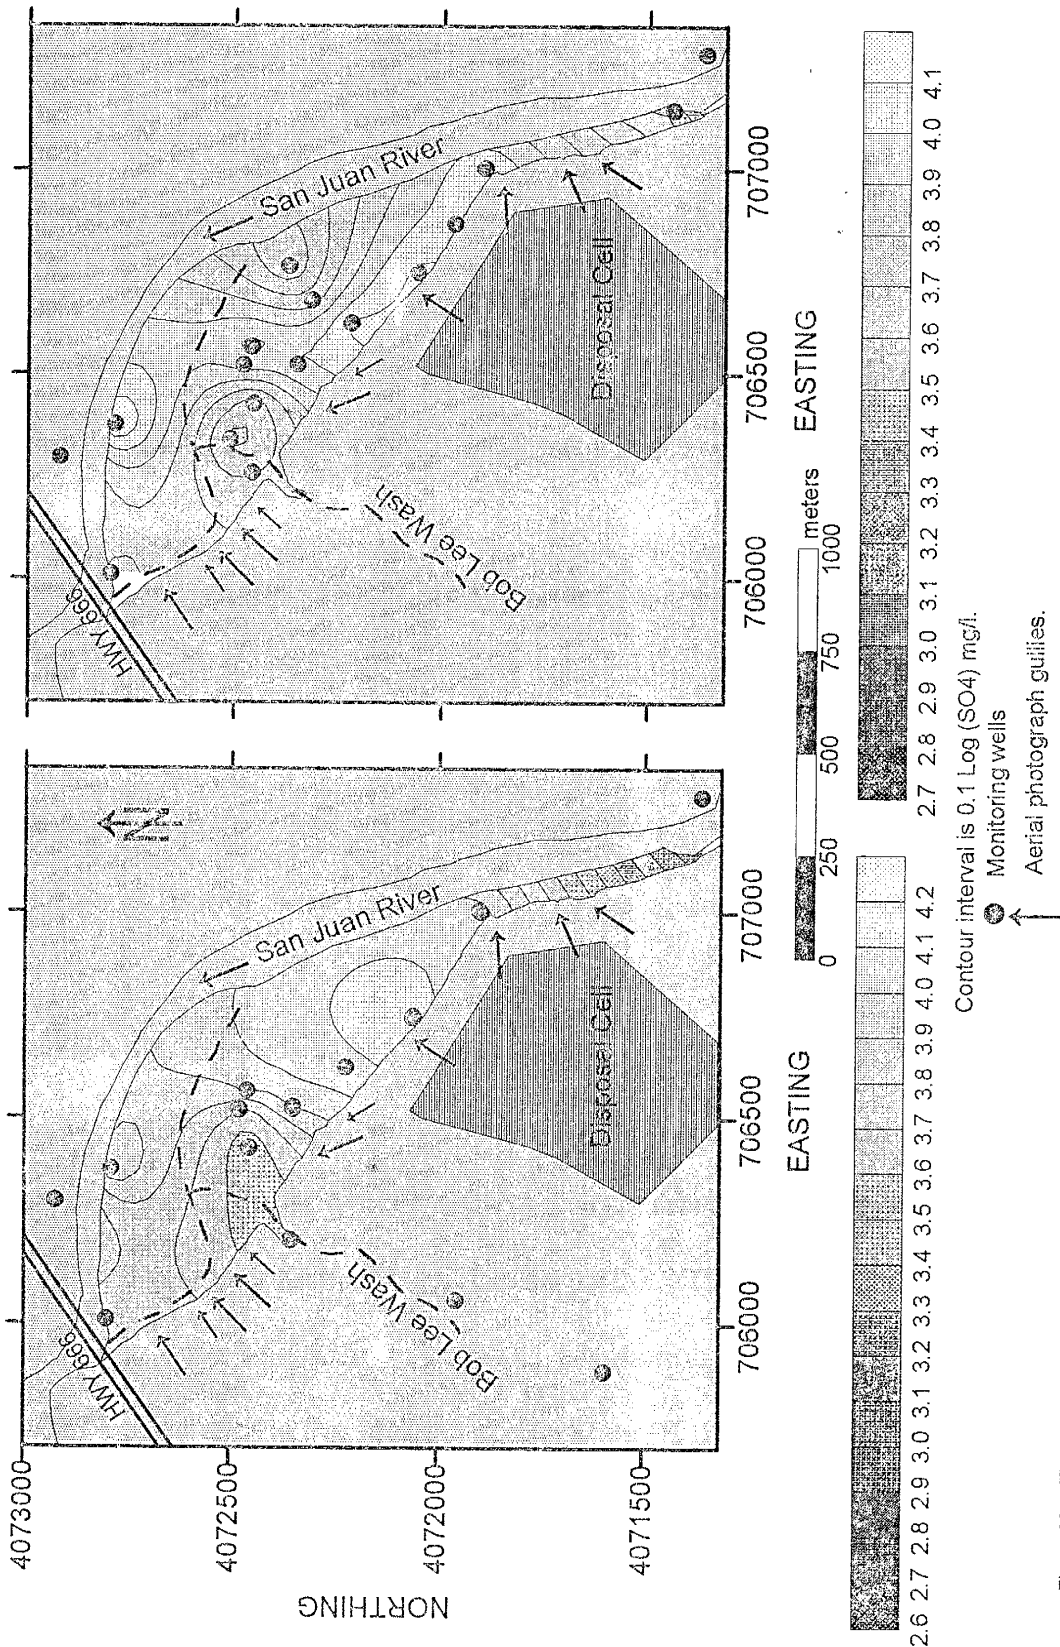 4073000
4072500
4072000
4071500
NORTHING
HWY 666
San Juan River
Bob Lee Wash
Disposal Cell
706000
706500
707000
EASTING
N
HWY 666
San Juan River
Bob Lee Wash
Disposal Cell
706000
706500
707000
EASTING
0 250 500 750 1000 meters
2.6 2.7 2.8 2.9 3.0 3.1 3.2 3.3 3.4 3.5 3.6 3.7 3.8 3.9 4.0 4.1 4.2
2.7 2.8 2.9 3.0 3.1 3.2 3.3 3.4 3.5 3.6 3.7 3.8 3.9 4.0 4.1
Contour interval is 0.1 Log (SO4) mg/l.
Monitoring wells
Aerial photograph gullies.